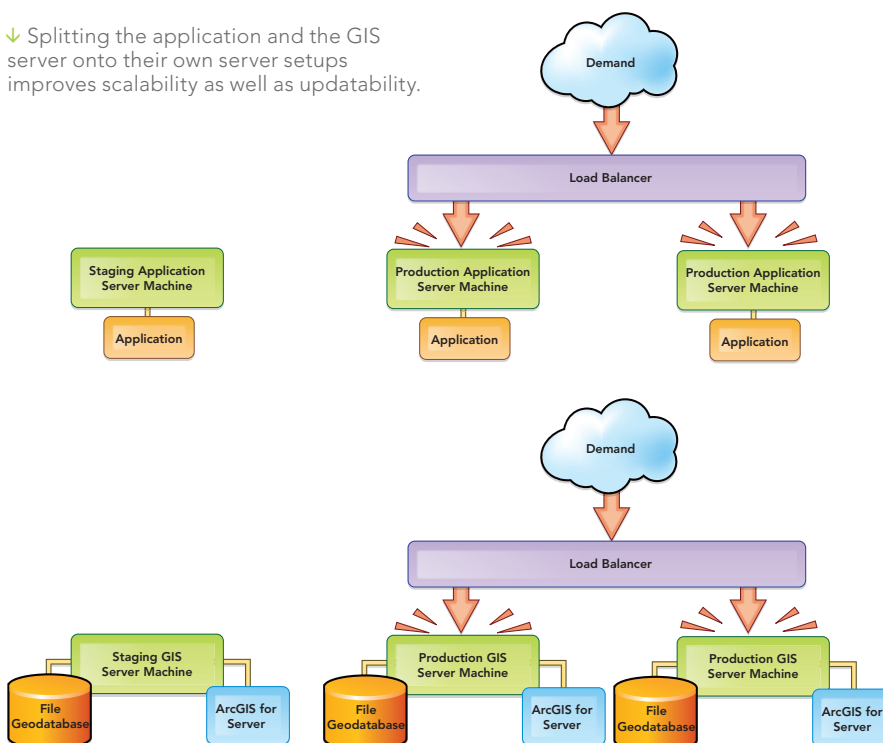 ↓ Splitting the application and the GIS
server onto their own server setups
improves scalability as well as updatability.
Demand
Load Balancer
Staging Application
Server Machine
Production Application
Server Machine
Production Application
Server Machine
Application
Application
Application
Demand
Load Balancer
Staging GIS
Server Machine
Production GIS
Server Machine
Production GIS
Server Machine
File
Geodatabase
ArcGIS for
Server
File
Geodatabase
ArcGIS for
Server
File
Geodatabase
ArcGIS for
Server